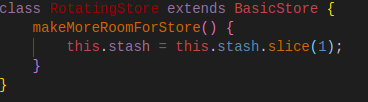 class RotatingStore extends BasicStore {
    makeMoreRoomForStore() {
        this.stash = this.stash.slice(1);
    }
}